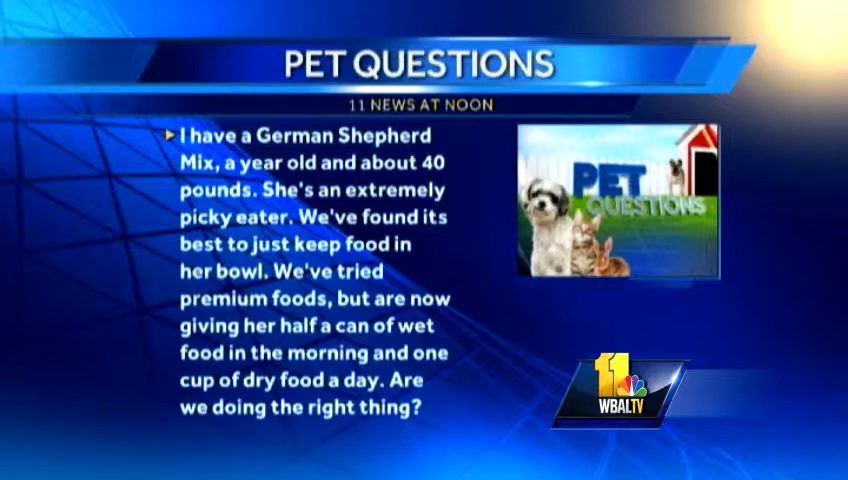 PET QUESTIONS
11 NEWS AT NOON
I have a German Shepherd
Mix, a year old and about 40
pounds. She's an extremely
picky eater. We've found its
best to just keep food in
her bowl. We've tried
premium foods, but are now
giving her half a can of wet
food in the morning and one
cup of dry food a day. Are
we doing the right thing?
PET
QUESTIONS
11
WBALTV